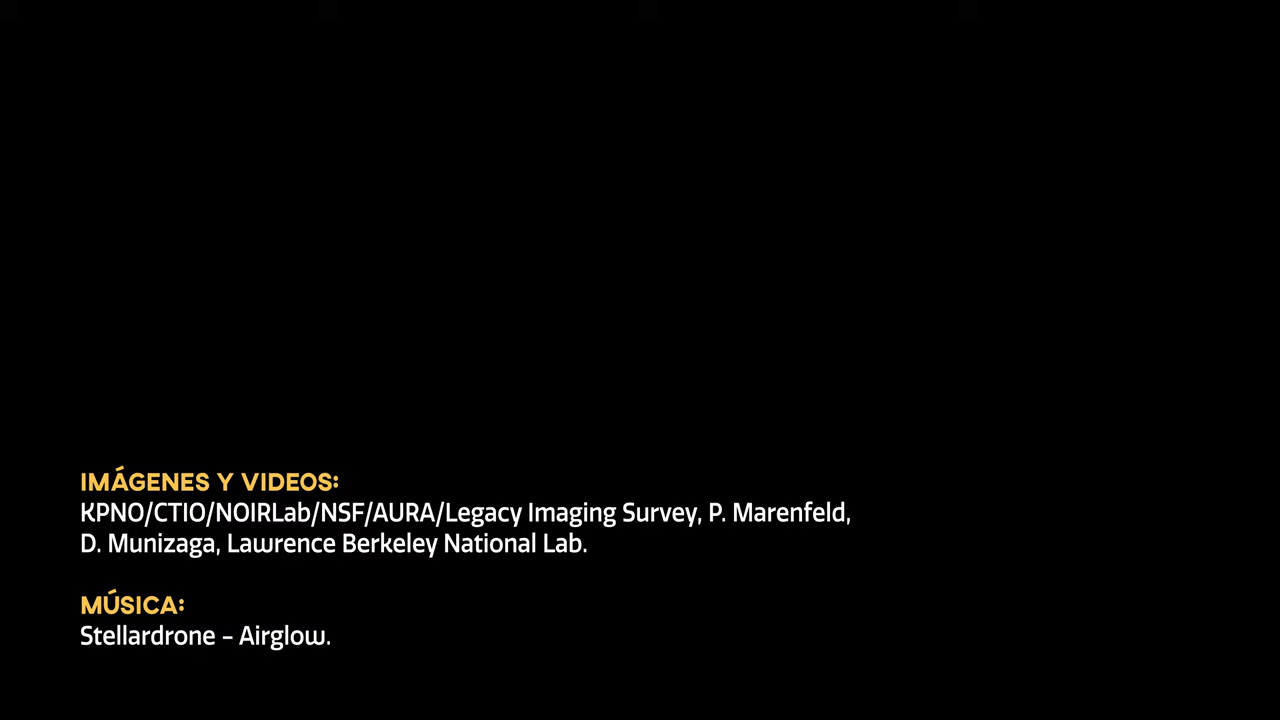 IMÁGENES Y VIDEOS:
KPNO/CTIO/NOIRLab/NSF/AURA/Legacy Imaging Survey, P. Marenfeld,
D. Munizaga, Lawrence Berkeley National Lab.
MÚSICA:
Stellardrone - Airglow.